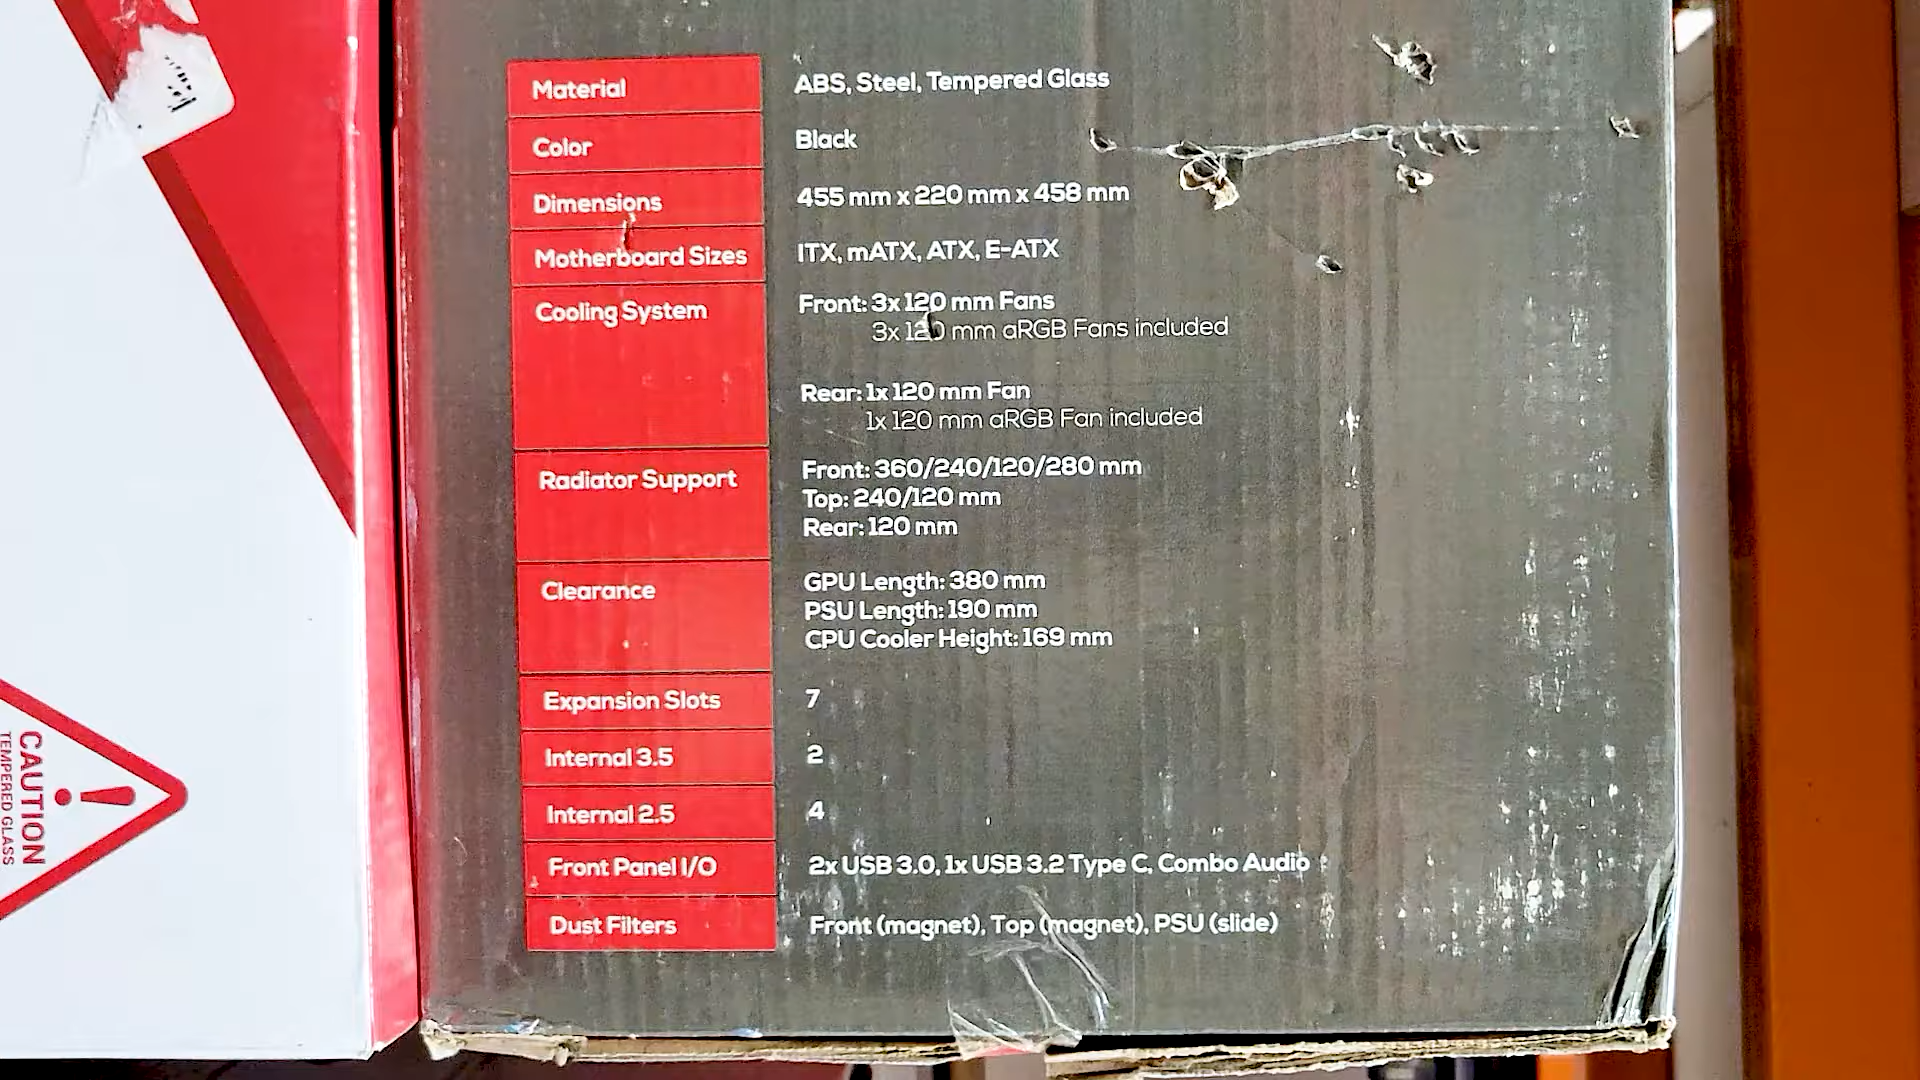 Material ABS, Steel, Tempered Glass
Color Black
Dimensions 455 mm x 220 mm x 458 mm
Motherboard Sizes ITX, mATX, ATX, E-ATX
Cooling System Front: 3x 120 mm Fans
3x 120 mm aRGB Fans included
Rear: 1x 120 mm Fan
1x 120 mm aRGB Fan included
Radiator Support Front: 360/240/120/280 mm
Top: 240/120 mm
Rear: 120 mm
Clearance GPU Length: 380 mm
PSU Length: 190 mm
CPU Cooler Height: 169 mm
Expansion Slots 7
Internal 3.5 2
Internal 2.5 4
Front Panel I/O 2x USB 3.0, 1x USB 3.2 Type C, Combo Audio
Dust Filters Front (magnet), Top (magnet), PSU (slide)
CAUTION
TEMPERED GLASS